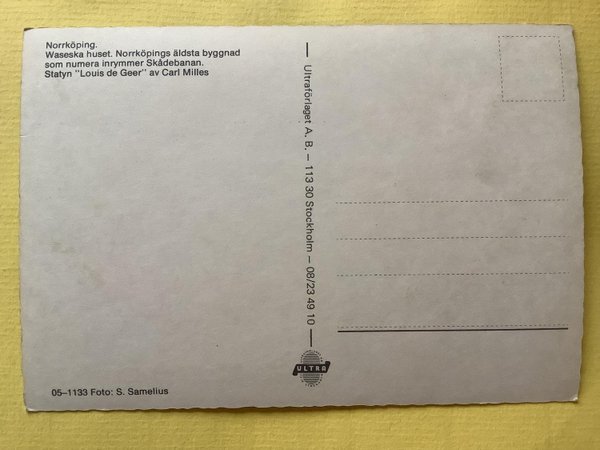 Norrköping.
Waseska huset. Norrköpings äldsta byggnad
som numera inrymmer Skådebanan.
Statyn "Louis de Geer" av Carl Milles
Ultraförlaget A. B. – 113 30 Stockholm – 08/23 49 10
ULTRA
05–1133 Foto: S. Samelius